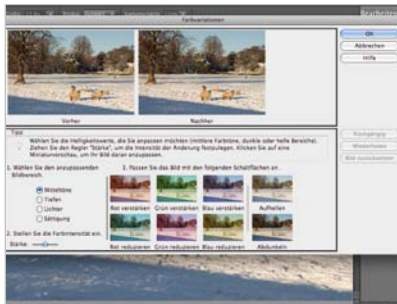 Farbvariationen
Bearbeiten
OK
Abbrechen
Hilfe
Vorher
Nachher
Tipp
Wählen Sie die Helligkeitswerte, die Sie anpassen möchten (mittlere Farbtöne, dunkle oder helle Bereiche).
Ziehen Sie den Regler "Stärke", um die Intensität der Änderung festzulegen. Klicken Sie auf eine
Miniaturvorschau, um Ihr Bild daran anzupassen.
Rückgängig
Wiederholen
Bild zurücksetzen
1. Wählen Sie den anzupassenden
Bildbereich.
3. Passen Sie das Bild mit den folgenden Schaltflächen an.
Mitteltöne
Tiefen
Lichter
Sättigung
Rot verstärken
Grün verstärken
Blau verstärken
Aufhellen
2. Stellen Sie die Farbintensität ein.
Stärke:
Rot reduzieren
Grün reduzieren
Blau reduzieren
Abdunkeln